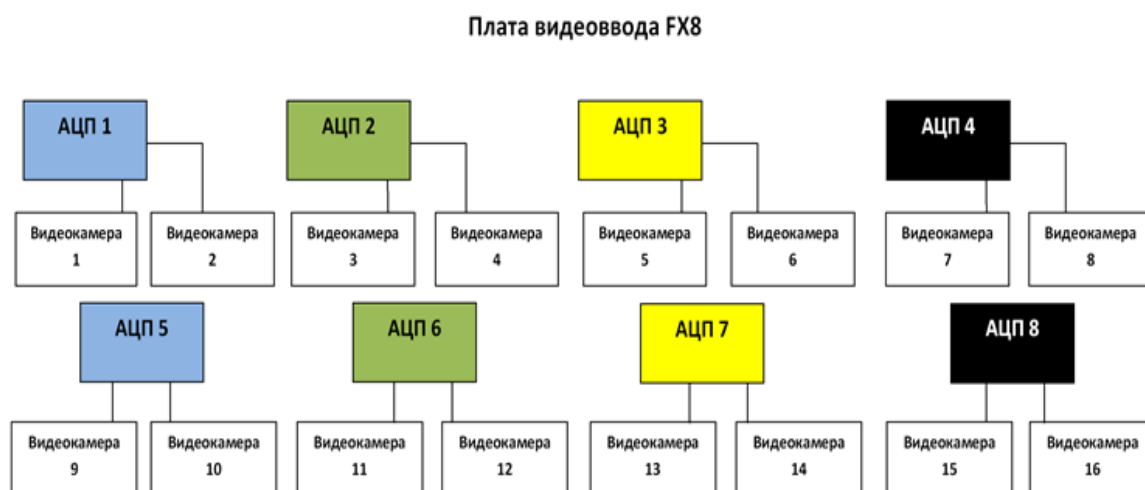 Плата видеоввода FX8
АЦП 1
АЦП 2
АЦП 3
АЦП 4
Видеокамера
1
Видеокамера
2
Видеокамера
3
Видеокамера
4
Видеокамера
5
Видеокамера
6
Видеокамера
7
Видеокамера
8
АЦП 5
АЦП 6
АЦП 7
АЦП 8
Видеокамера
9
Видеокамера
10
Видеокамера
11
Видеокамера
12
Видеокамера
13
Видеокамера
14
Видеокамера
15
Видеокамера
16